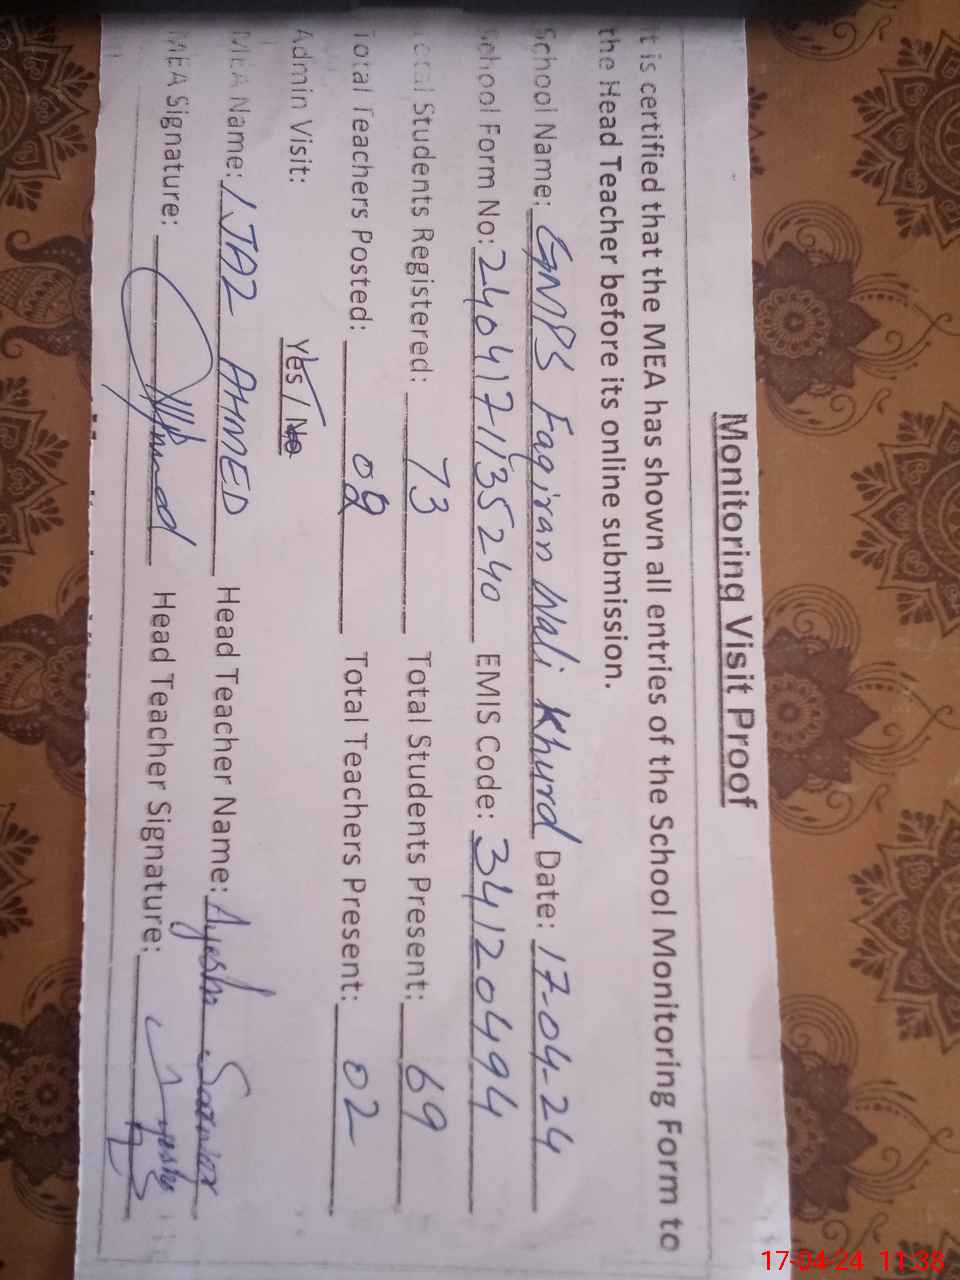 Monitoring Visit Proof
It is certified that the MEA has shown all entries of the School Monitoring Form to
the Head Teacher before its online submission.
School Name: GMPS Faqiran Wali Khurd Date: 17-04-24
School Form No: 2404171135240 EMIS Code: 34120494
Total Students Registered: 73 Total Students Present: 69
Total Teachers Posted: 02 Total Teachers Present: 02
Admin Visit: Yes / No
MEA Name: IJAZ AHMED Head Teacher Name: Ayesha Sarwar
MEA Signature: Ahmad Head Teacher Signature: Ayesha
17-04-24 11:38